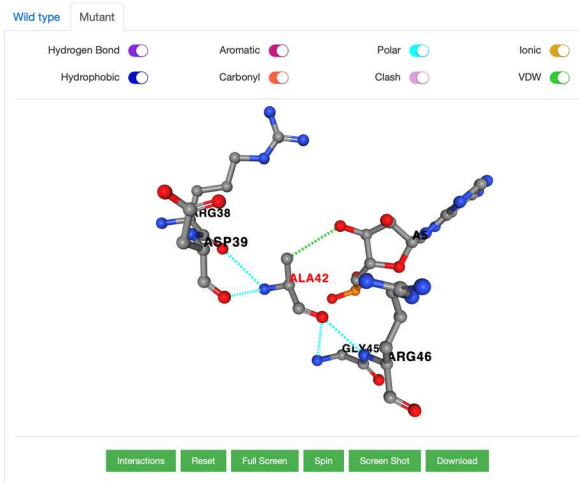 Wild type Mutant
Hydrogen Bond Aromatic Polar Ionic
Hydrophobic Carbonyl Clash VDW
ARG38
ASP39
A5
ALA42
GLY45
ARG46
Interactions Reset Full Screen Spin Screen Shot Download